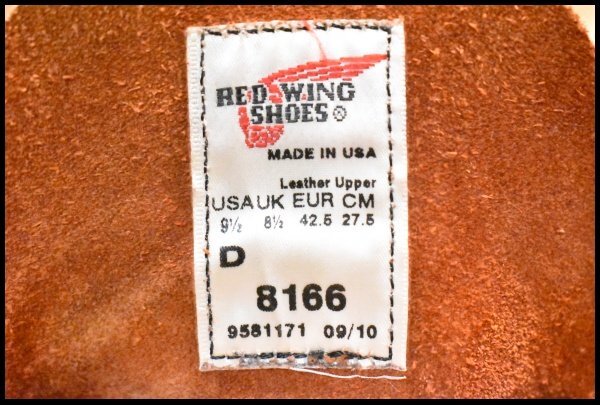 RED WING
SHOES ®
MADE IN USA
Leather Upper
USA UK EUR CM
9½ 8½ 42.5 27.5
D
8166
9581171 09/10